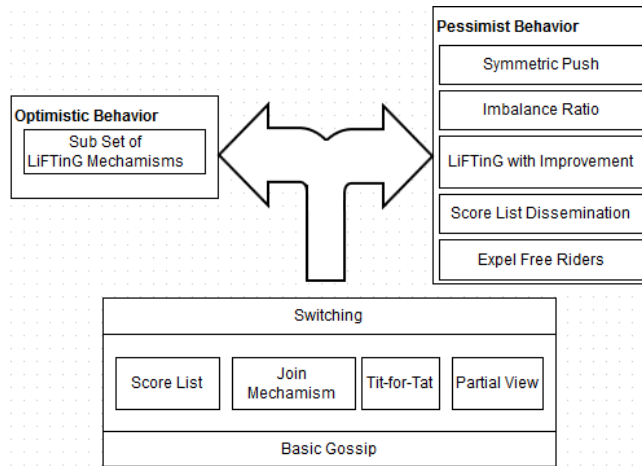 Pessimist Behavior
Symmetric Push
Imbalance Ratio
LiFTinG with Improvement
Score List Dissemination
Expel Free Riders
Optimistic Behavior
Sub Set of
LiFTinG Mechamisms
Switching
Score List
Join
Mechamism
Tit-for-Tat
Partial View
Basic Gossip